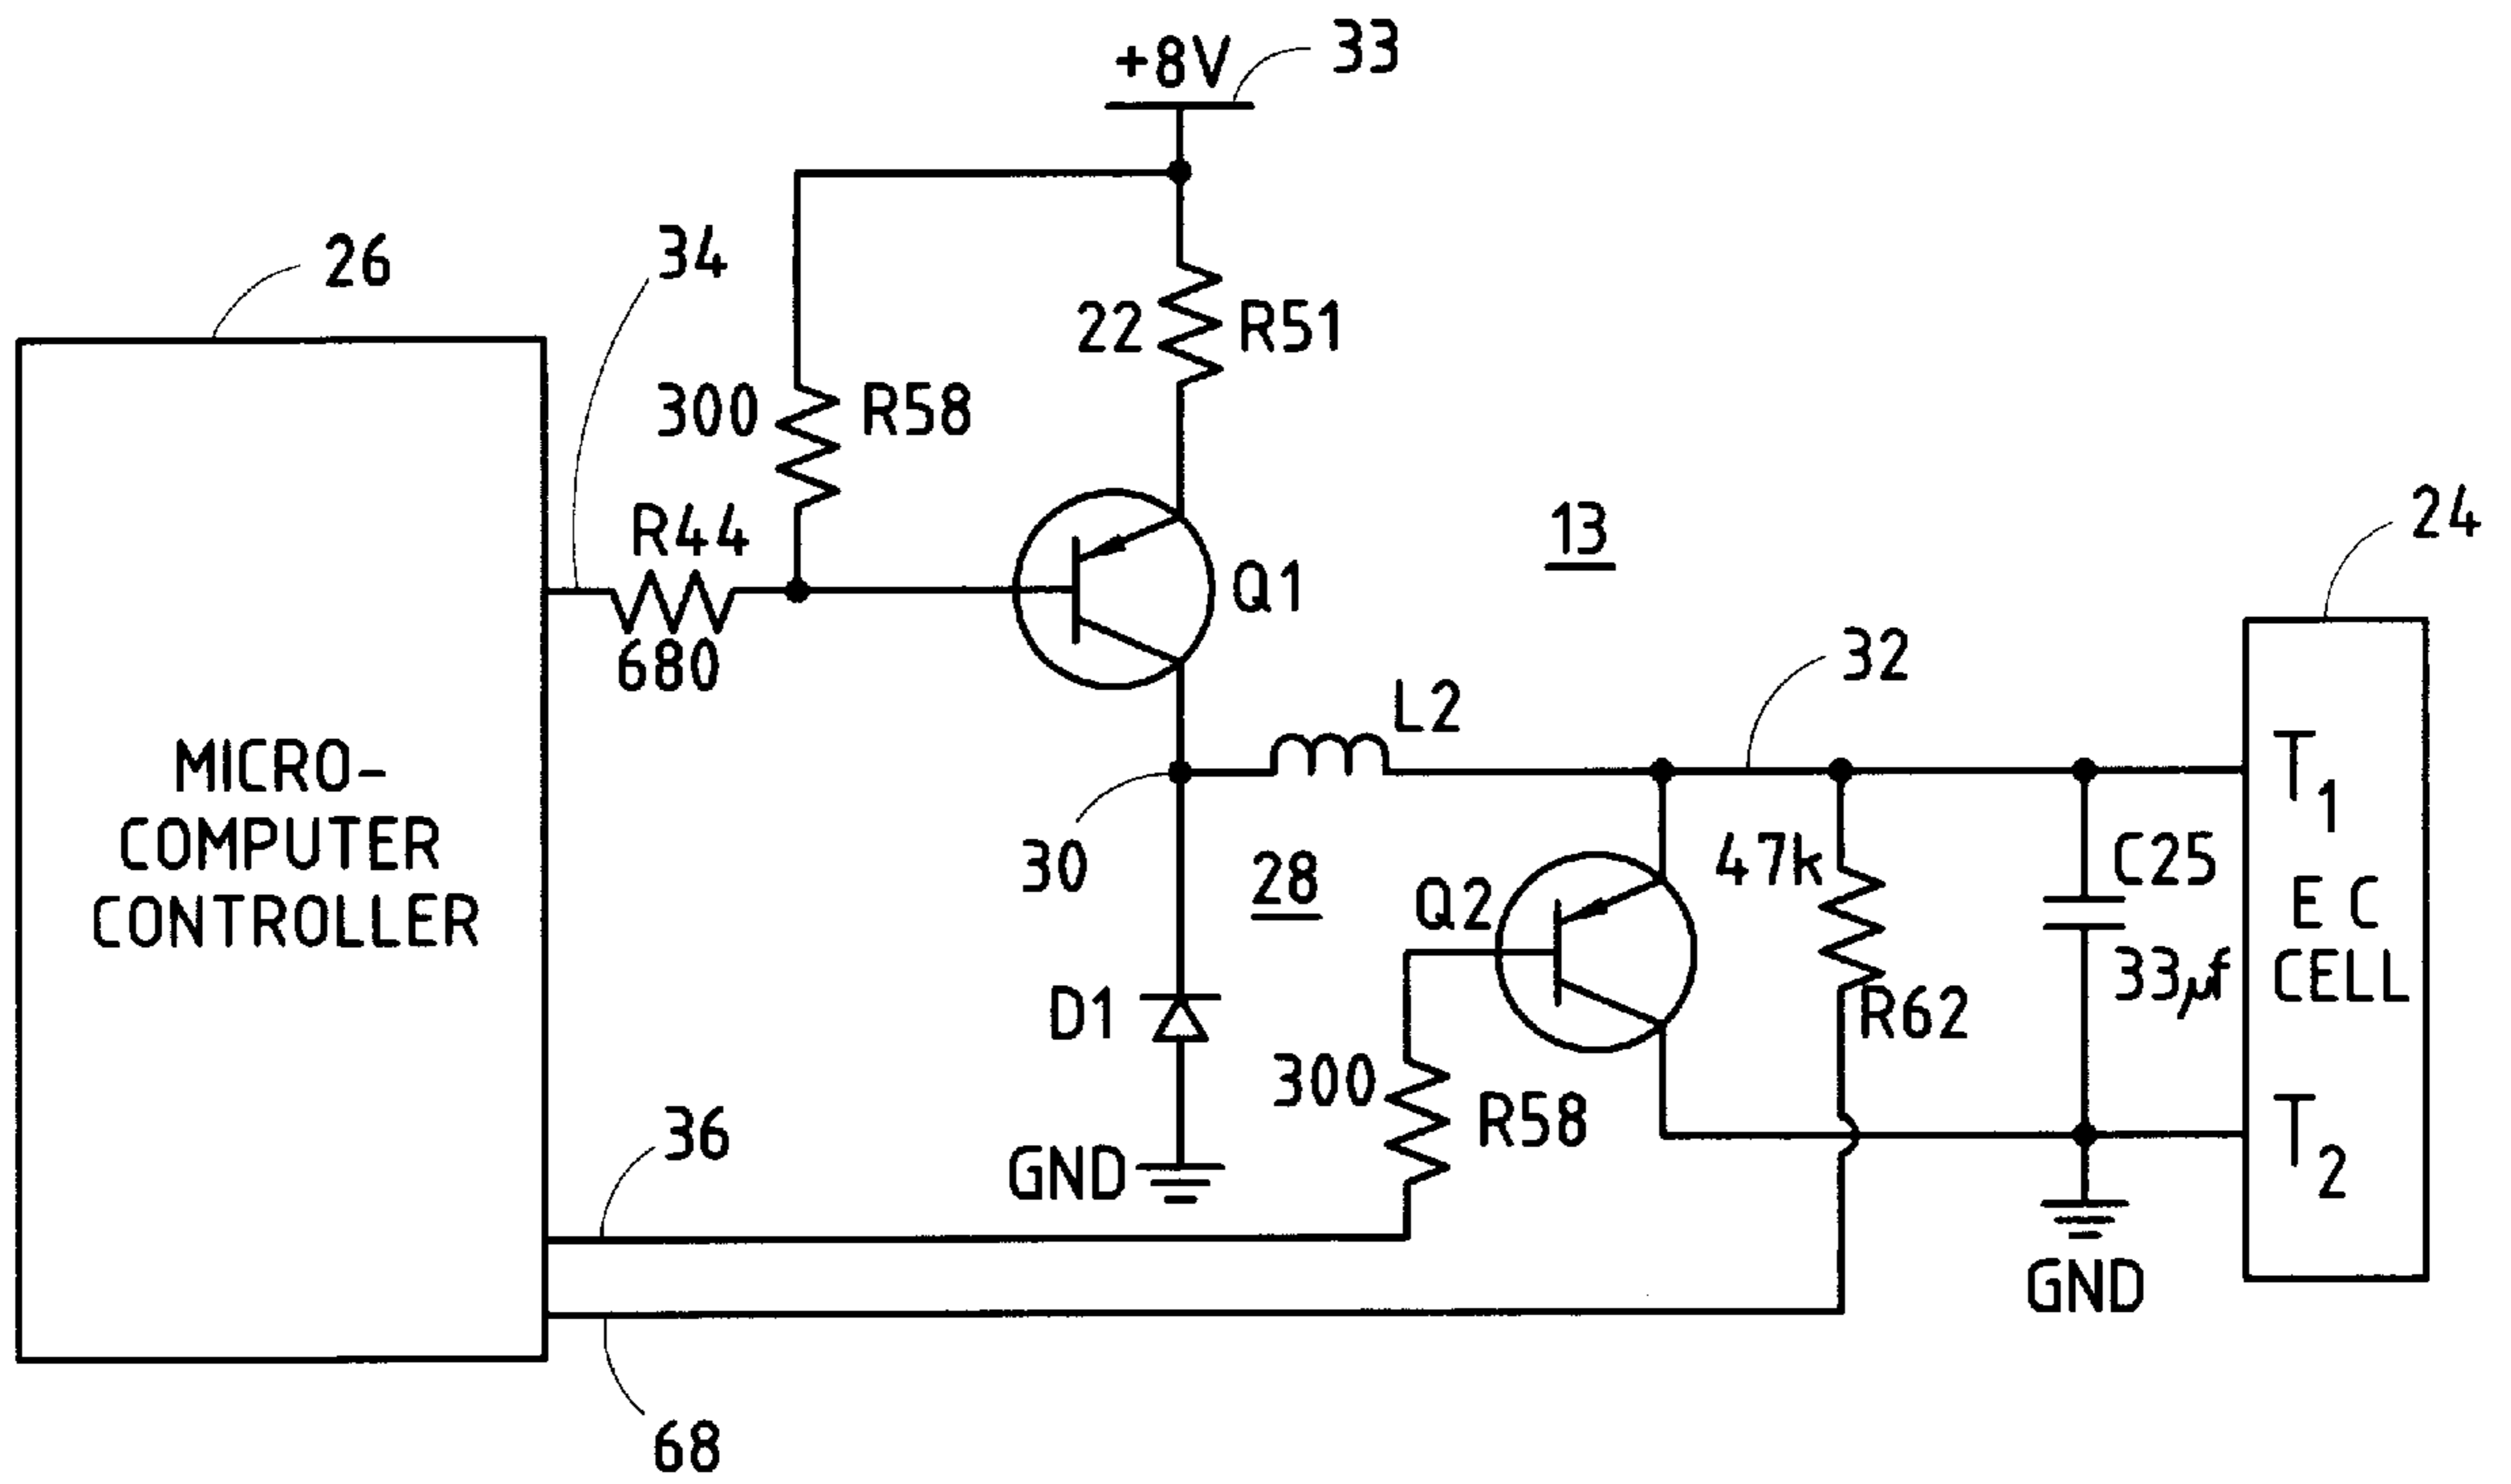 +8V
33
26
34
22
R51
300
R58
R44
680
Q1
13
24
32
L2
MICRO-
COMPUTER
CONTROLLER
30
28
Q2
47k
R62
C25
33µf
T1
E C
CELL
T2
D1
300
R58
GND
GND
36
68